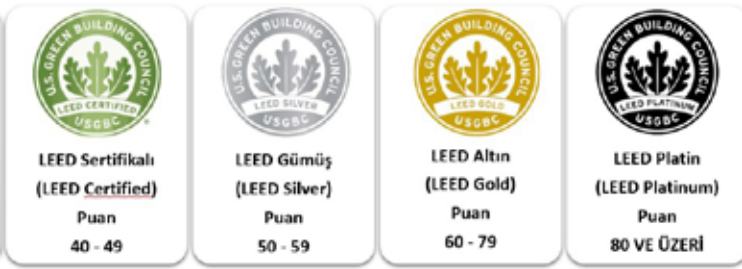 U.S. GREEN BUILDING COUNCIL
LEED CERTIFIED
USGBC
LEED Sertifikalı
(LEED Certified)
Puan
40 - 49
U.S. GREEN BUILDING COUNCIL
LEED SILVER
USGBC
LEED Gümüş
(LEED Silver)
Puan
50 - 59
U.S. GREEN BUILDING COUNCIL
LEED GOLD
USGBC
LEED Altın
(LEED Gold)
Puan
60 - 79
U.S. GREEN BUILDING COUNCIL
LEED PLATINUM
USGBC
LEED Platin
(LEED Platinum)
Puan
80 VE ÜZERİ